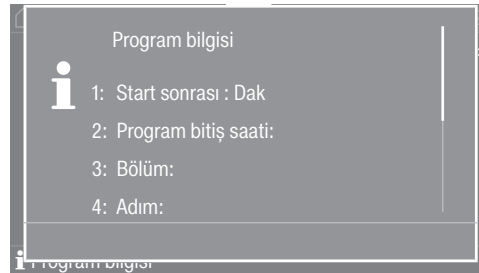 Program bilgisi
1: Start sonrası : Dak
2: Program bitiş saati:
3: Bölüm:
4: Adım:
Program bilgisi